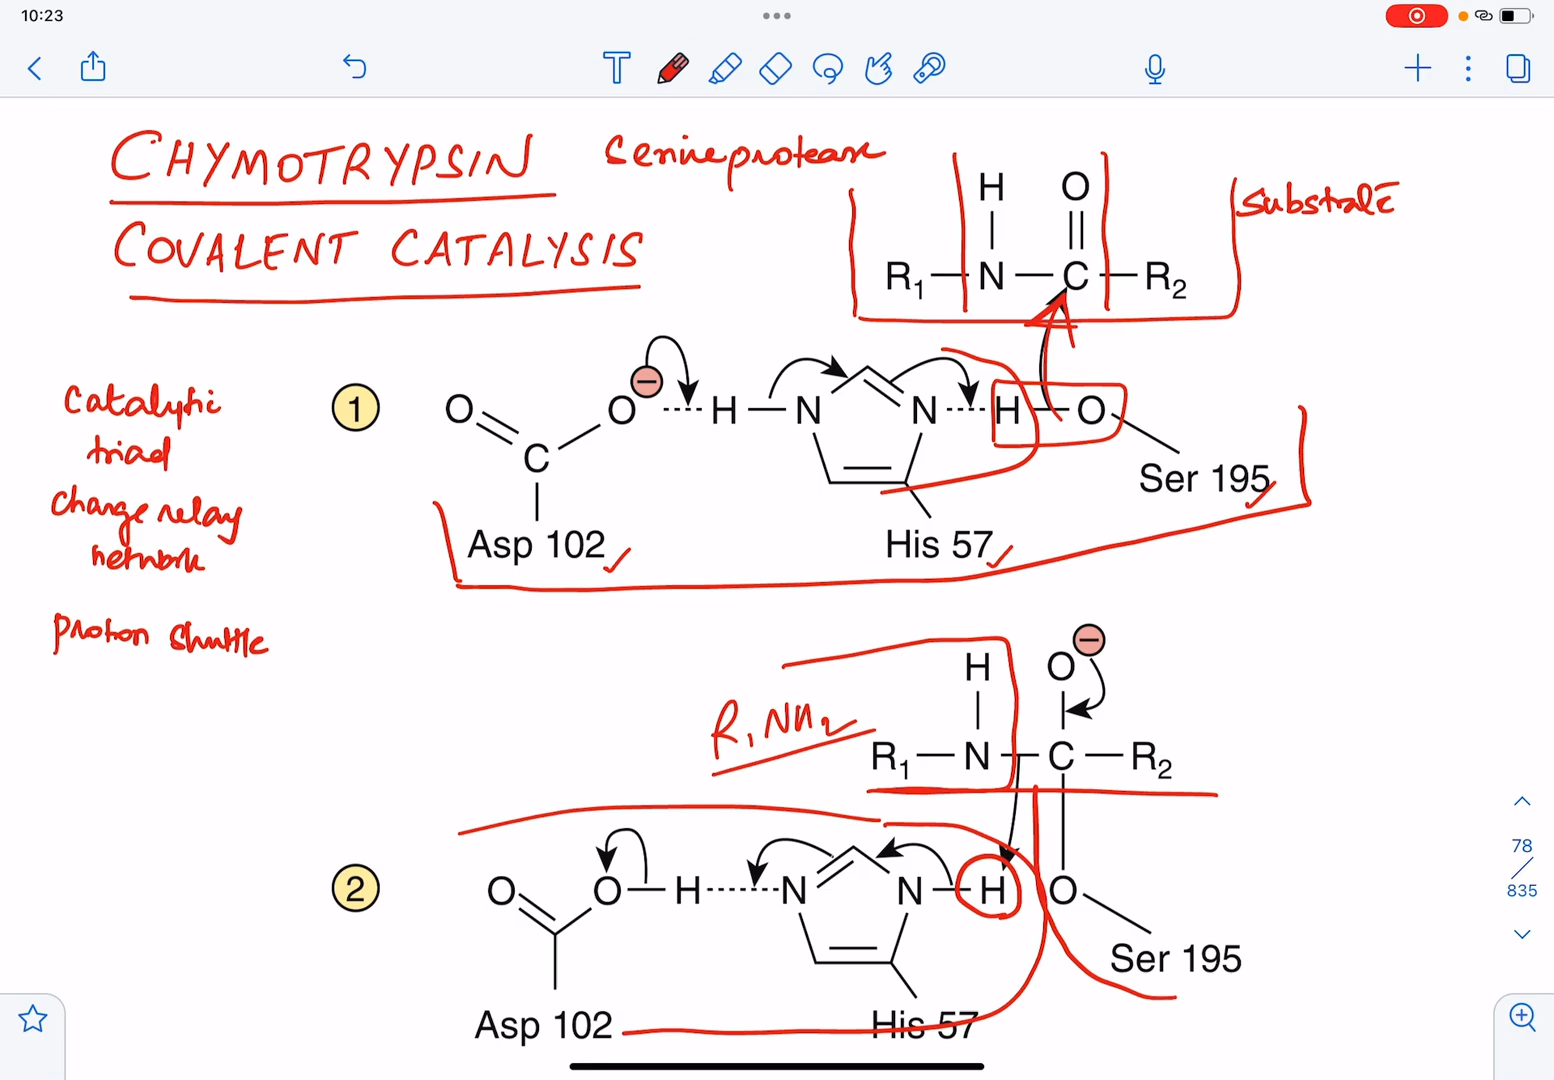 10:23
CHYMOTRYPSIN
Serine protease
COVALENT CATALYSIS
H O
R1 N C R2
Substrate
Catalytic
triad
Charge relay
network
Proton shuttle
1
O C O H N N H O
Asp 102
His 57
Ser 195
H O
R1NH2
R1 N C R2
2
O O H N N H O
Asp 102
His 57
Ser 195
78
835